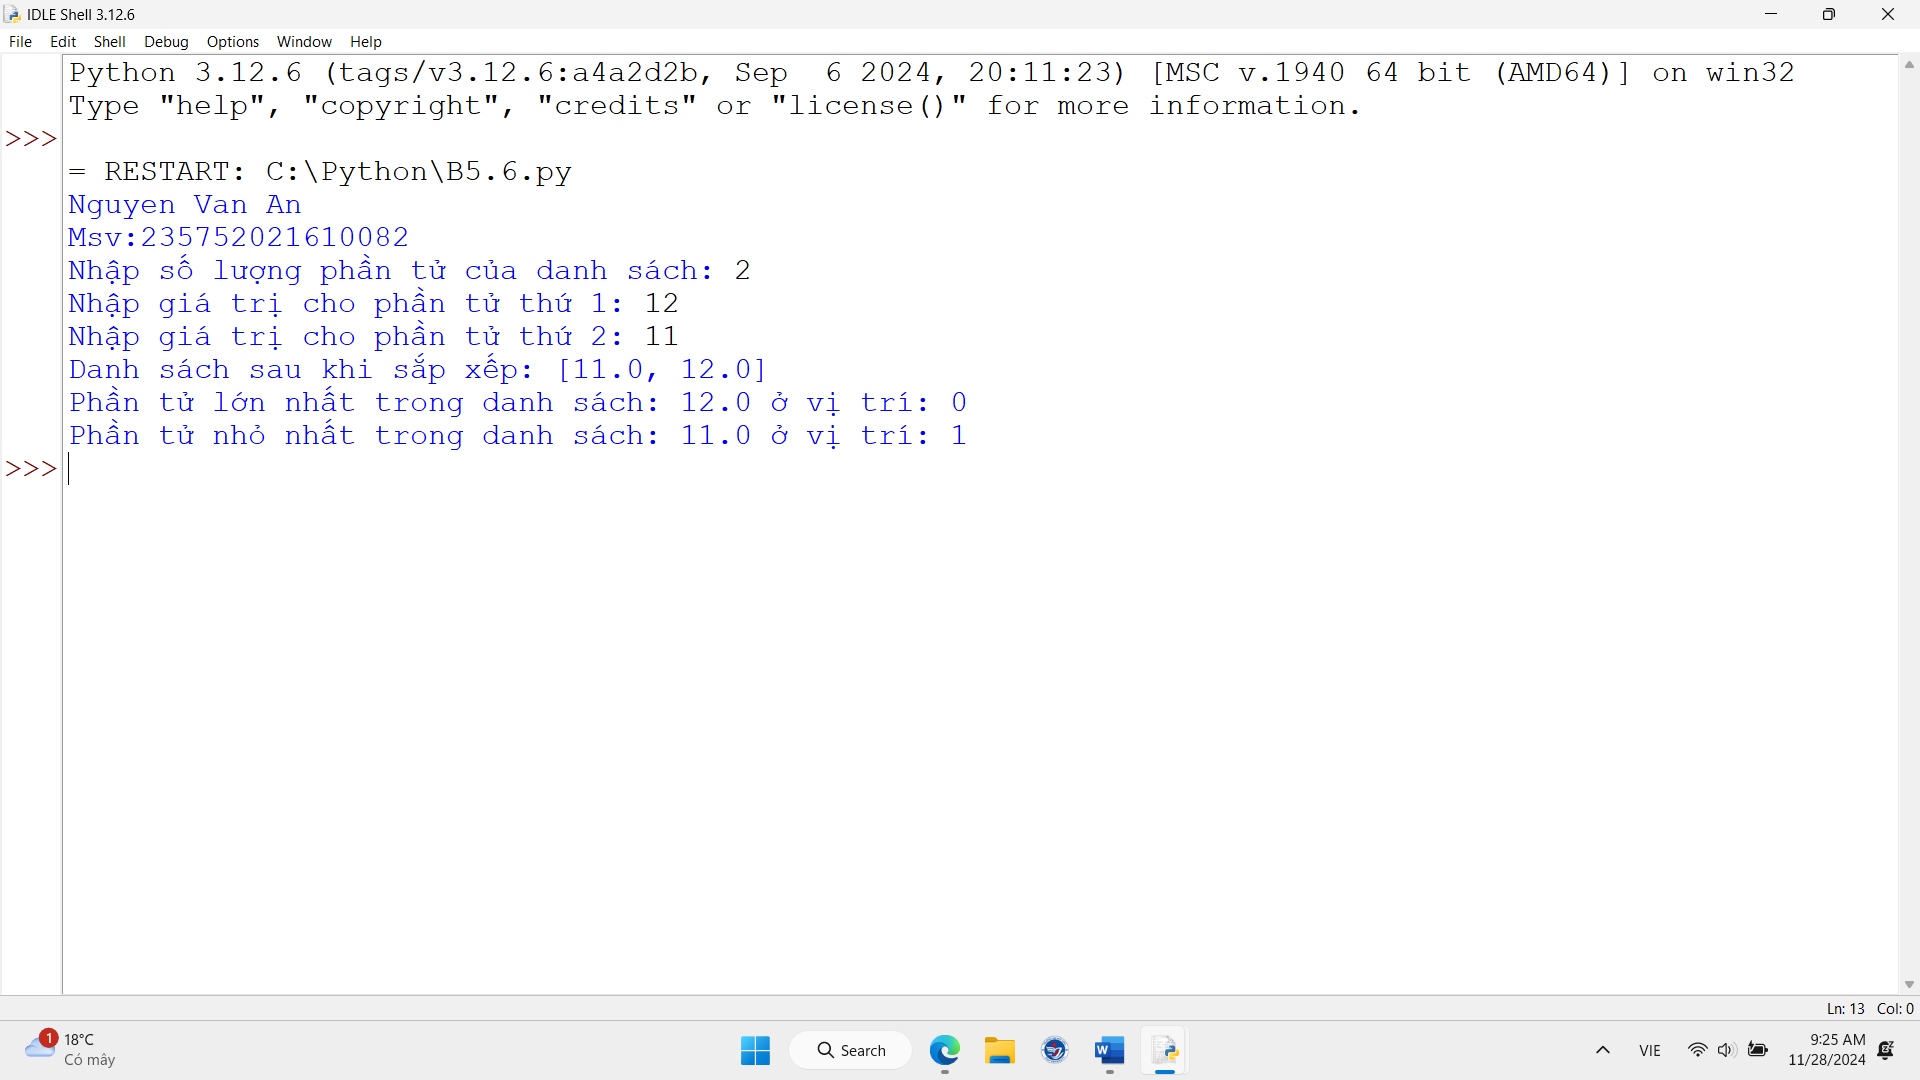 IDLE Shell 3.12.6
File Edit Shell Debug Options Window Help
Python 3.12.6 (tags/v3.12.6:a4a2d2b, Sep  6 2024, 20:11:23) [MSC v.1940 64 bit (AMD64)] on win32
Type "help", "copyright", "credits" or "license()" for more information.
>>>
= RESTART: C:\Python\B5.6.py
Nguyen Van An
Msv:235752021610082
Nhập số lượng phần tử của danh sách: 2
Nhập giá trị cho phần tử thứ 1: 12
Nhập giá trị cho phần tử thứ 2: 11
Danh sách sau khi sắp xếp: [11.0, 12.0]
Phần tử lớn nhất trong danh sách: 12.0 ở vị trí: 0
Phần tử nhỏ nhất trong danh sách: 11.0 ở vị trí: 1
>>>
Ln: 13 Col: 0
1
18°C
Có mây
Search
W
VIE
9:25 AM
11/28/2024